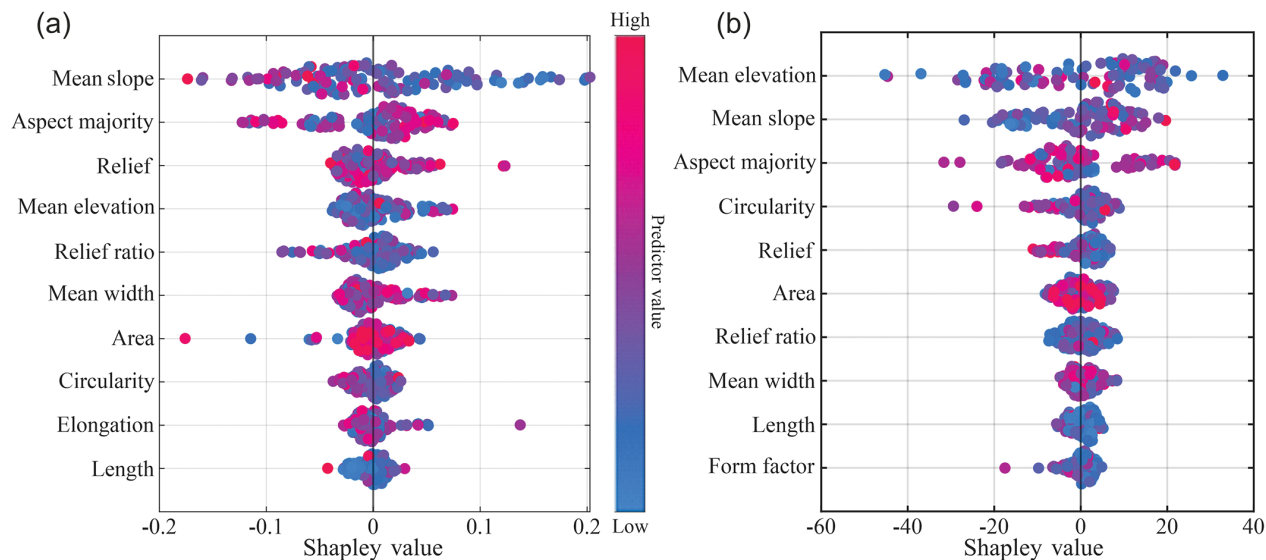 (a)
Mean slope
Aspect majority
Relief
Mean elevation
Relief ratio
Mean width
Area
Circularity
Elongation
Length
-0.2 -0.1 0 0.1 0.2
Shapley value
High
Predictor value
Low
(b)
Mean elevation
Mean slope
Aspect majority
Circularity
Relief
Area
Relief ratio
Mean width
Length
Form factor
-60 -40 -20 0 20 40
Shapley value